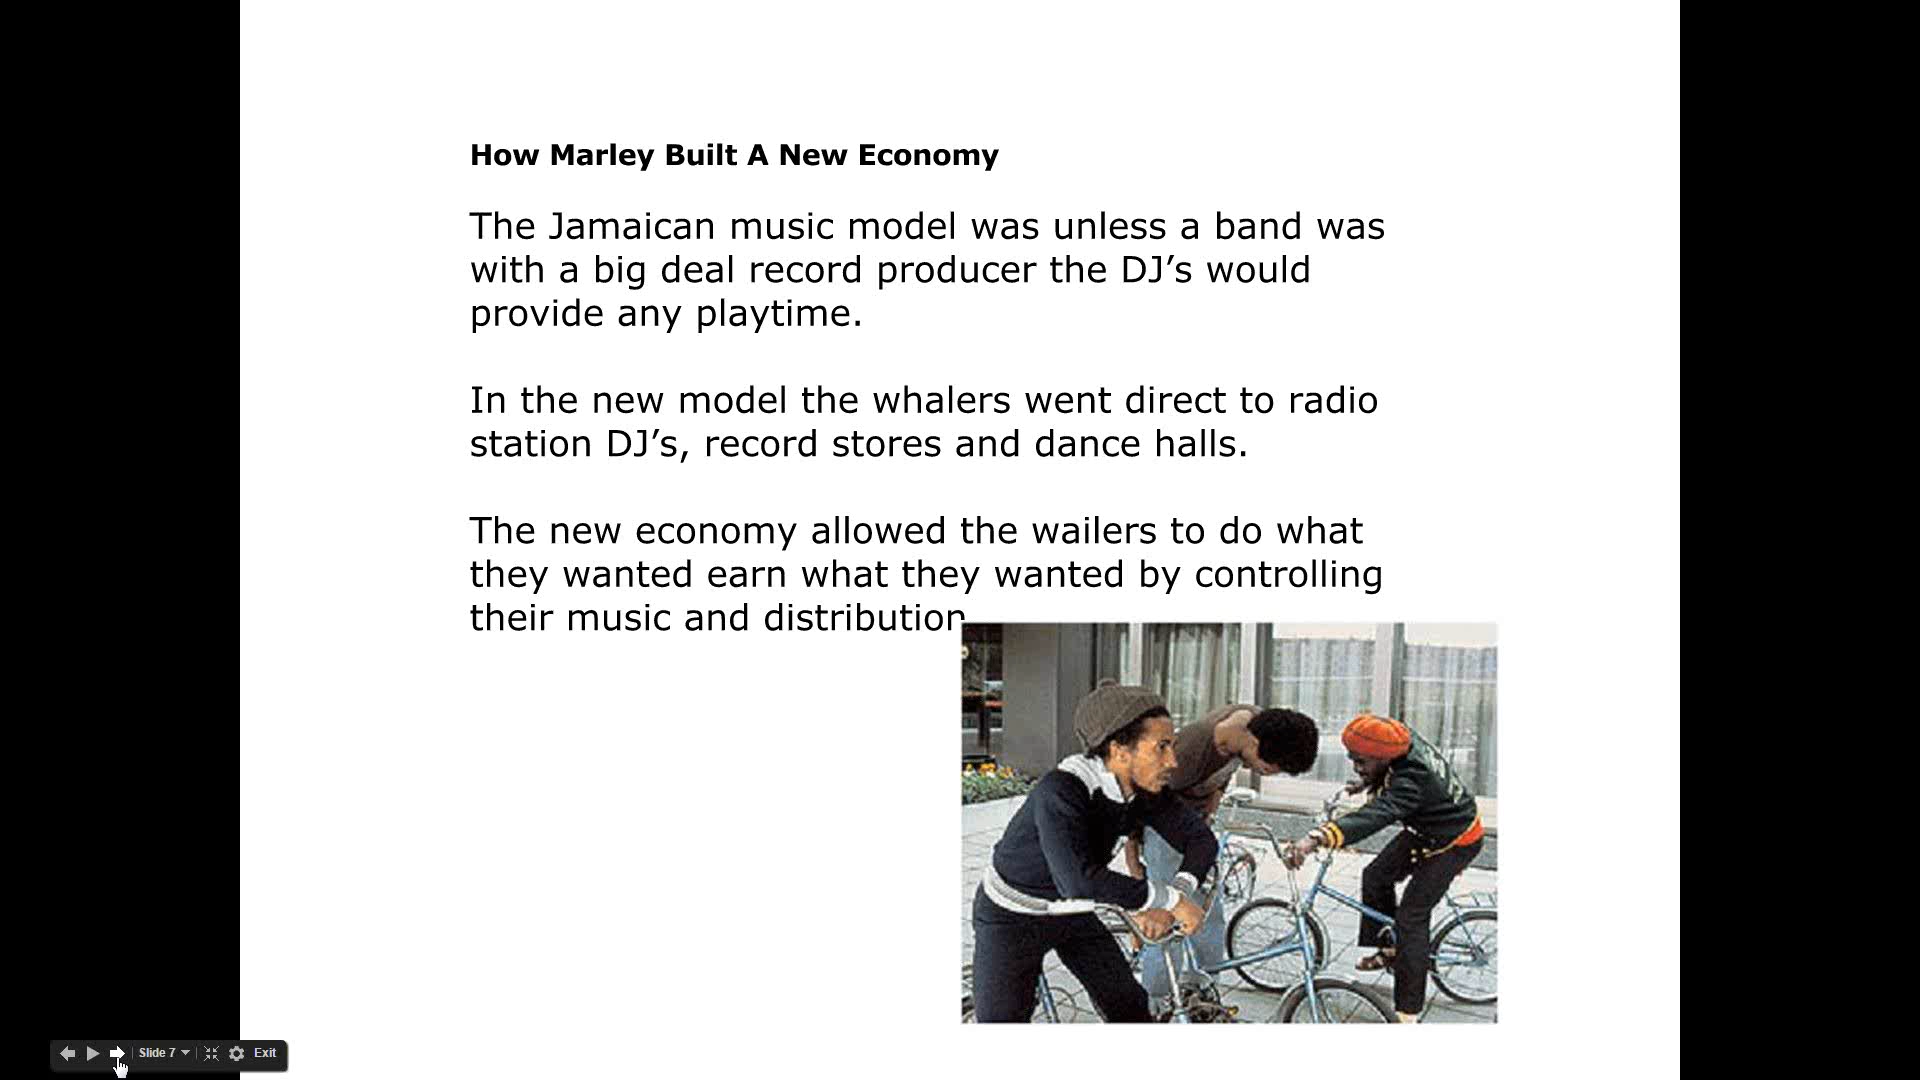 How Marley Built A New Economy
The Jamaican music model was unless a band was
with a big deal record producer the DJ’s would
provide any playtime.
In the new model the whalers went direct to radio
station DJ’s, record stores and dance halls.
The new economy allowed the wailers to do what
they wanted earn what they wanted by controlling
their music and distribution
Slide 7 Exit